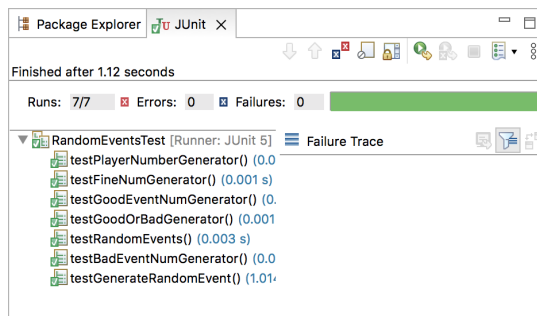 Package Explorer JUnit
Finished after 1.12 seconds
Runs: 7/7 Errors: 0 Failures: 0
RandomEventsTest [Runner: JUnit 5] Failure Trace
testPlayerNumberGenerator() (0.0
testFineNumGenerator() (0.001 s)
testGoodEventNumGenerator() (0.
testGoodOrBadGenerator() (0.001
testRandomEvents() (0.003 s)
testBadEventNumGenerator() (0.0
testGenerateRandomEvent() (1.014